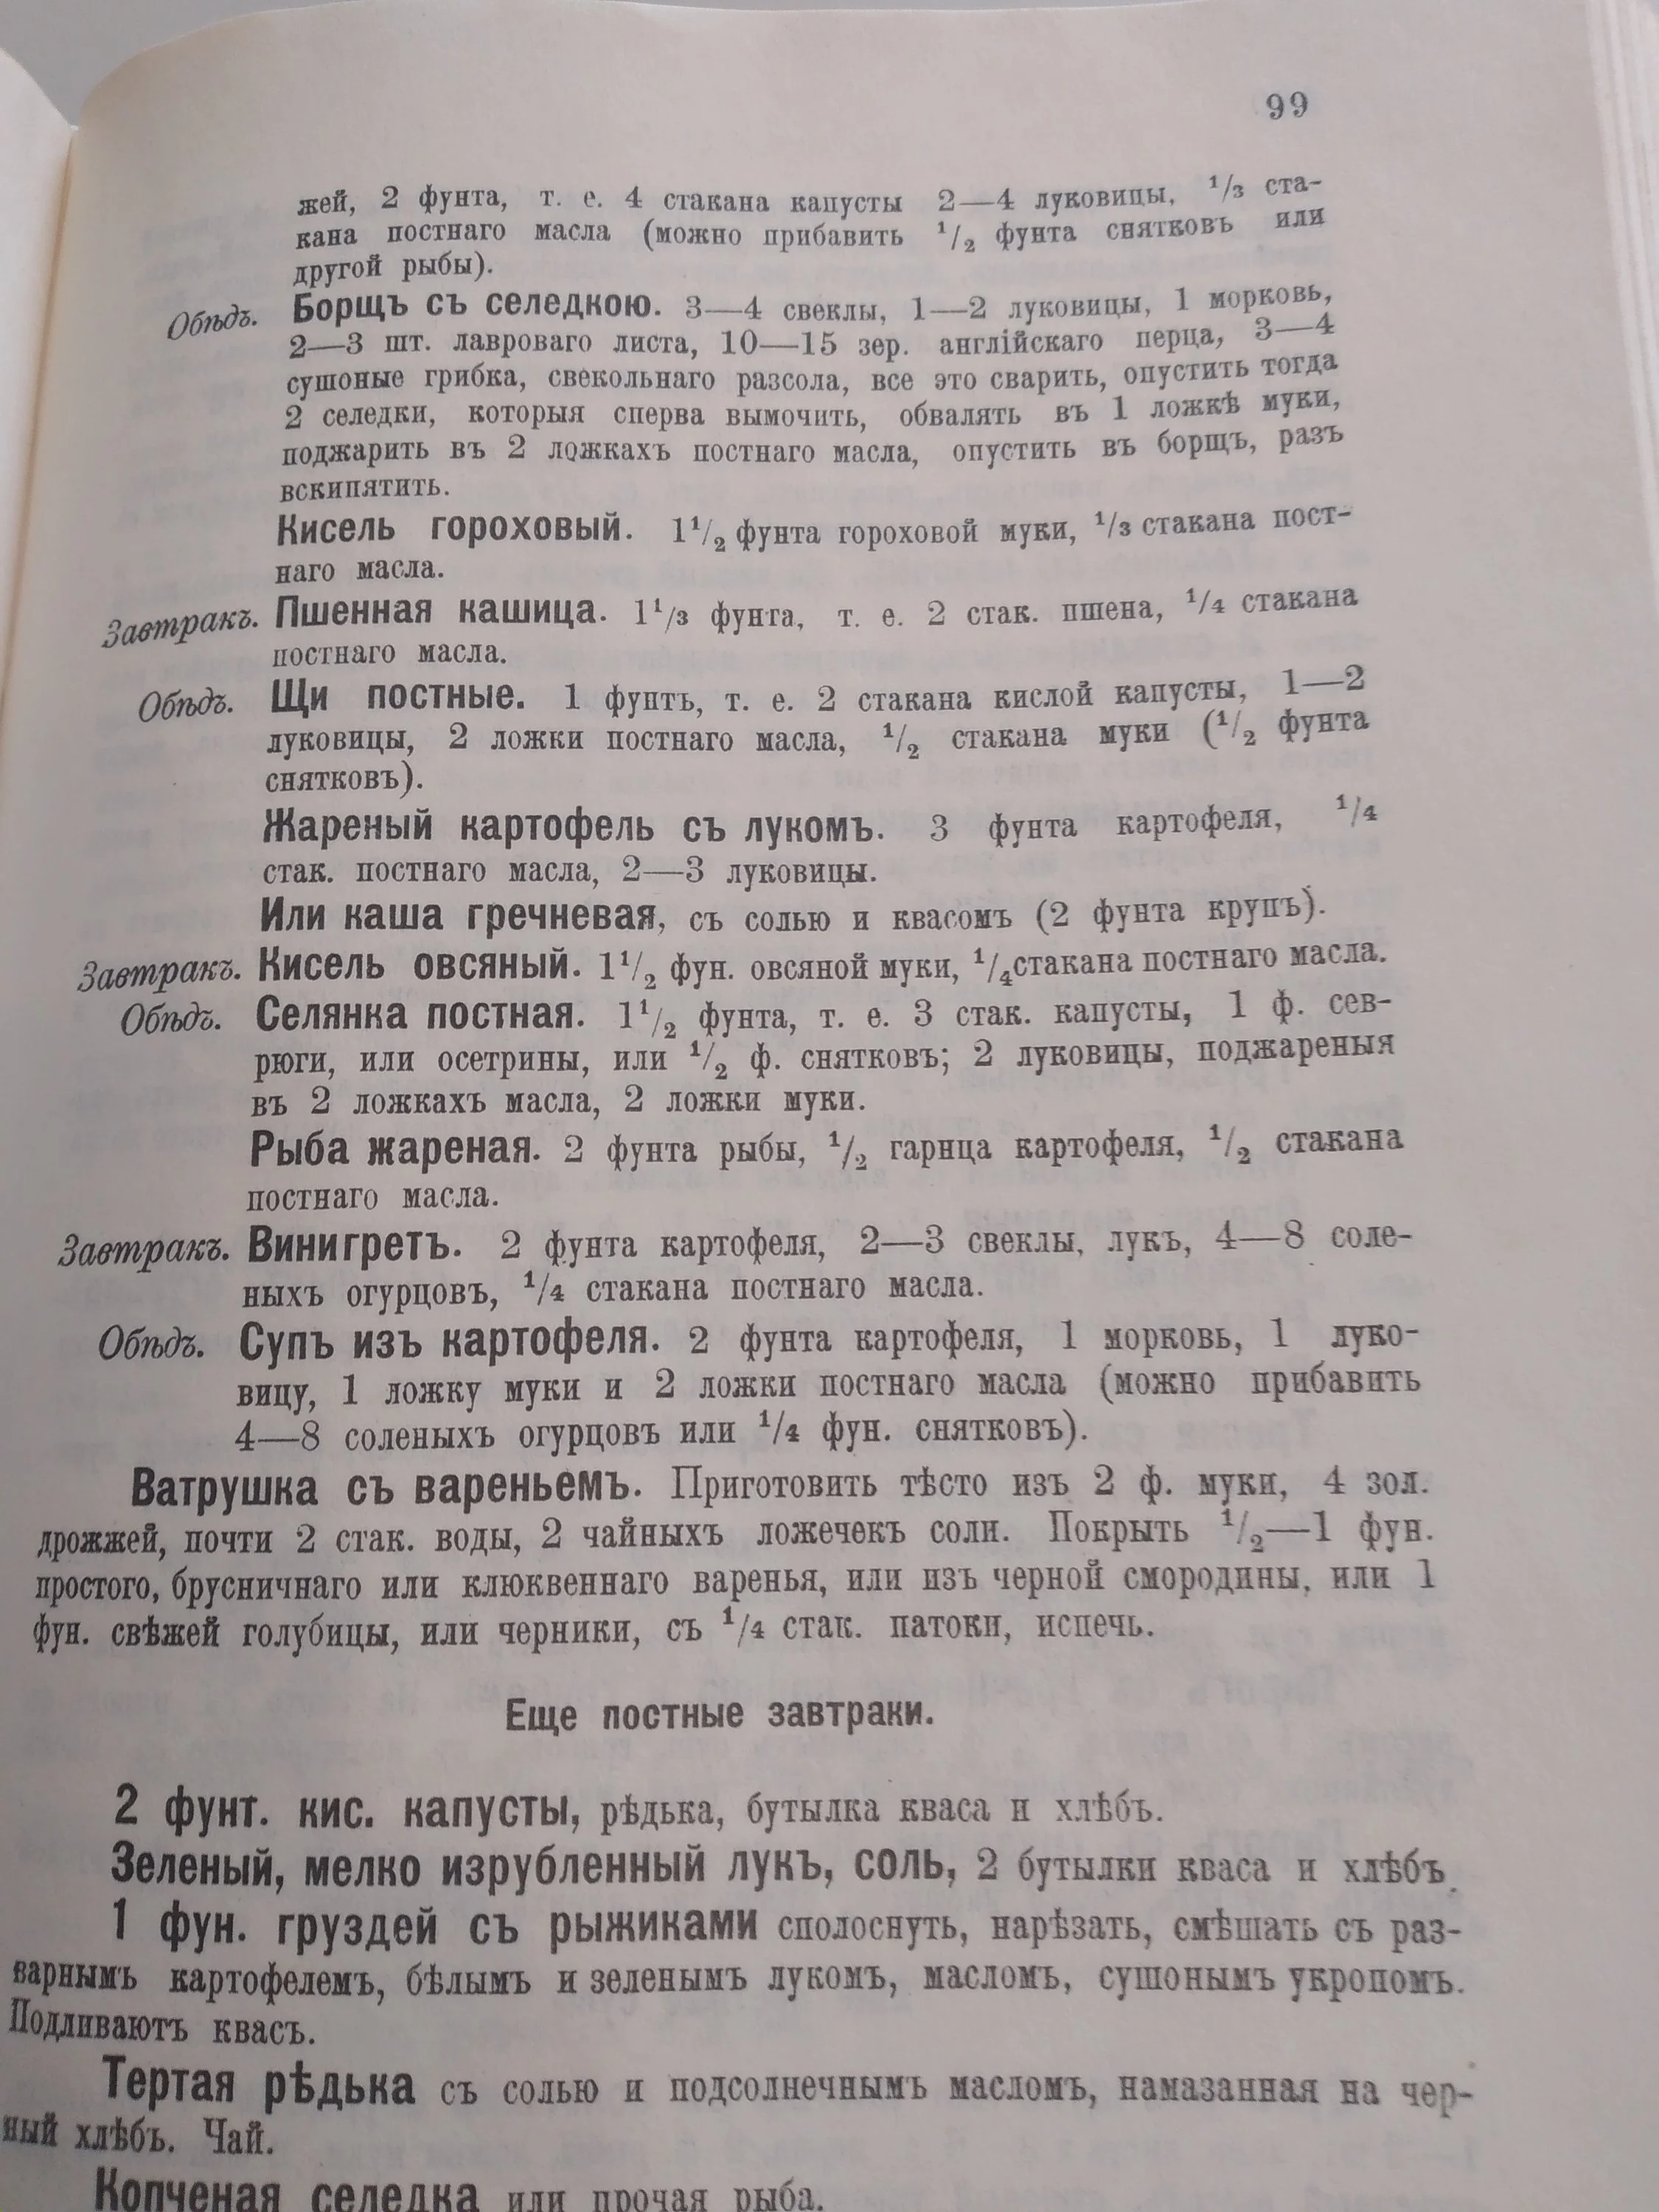 99
жей, 2 фунта, т. е. 4 стакана капусты 2—4 луковицы, 1/3 ста-
кана постнаго масла (можно прибавить 1/2 фунта снятковъ или
другой рыбы).
Обѣдъ. Борщъ съ селедкою. 3—4 свеклы, 1—2 луковицы, 1 морковь,
2—3 шт. лавроваго листа, 10—15 зер. англійскаго перца, 3—4
сушоные грибка, свекольнаго разсола, все это сварить, опустить тогда
2 селедки, которыя сперва вымочить, обвалять въ 1 ложкѣ муки,
поджарить въ 2 ложкахъ постнаго масла, опустить въ борщъ, разъ
вскипятить.
Кисель гороховый. 1 1/2 фунта гороховой муки, 1/3 стакана пост-
наго масла.
Завтракъ. Пшенная кашица. 1 1/3 фунта, т. е. 2 стак. пшена, 1/4 стакана
постнаго масла.
Обѣдъ. Щи постные. 1 фунтъ, т. е. 2 стакана кислой капусты, 1—2
луковицы, 2 ложки постнаго масла, 1/2 стакана муки (1/2 фунта
снятковъ).
Жареный картофель съ лукомъ. 3 фунта картофеля, 1/4
стак. постнаго масла, 2—3 луковицы.
Или каша гречневая, съ солью и квасомъ (2 фунта крупъ).
Завтракъ. Кисель овсяный. 1 1/2 фун. овсяной муки, 1/4 стакана постнаго масла.
Обѣдъ. Селянка постная. 1 1/2 фунта, т. е. 3 стак. капусты, 1 ф. сев-
рюги, или осетрины, или 1/2 ф. снятковъ; 2 луковицы, поджареныя
въ 2 ложкахъ масла, 2 ложки муки.
Рыба жареная. 2 фунта рыбы, 1/2 гарнца картофеля, 1/2 стакана
постнаго масла.
Завтракъ. Винигретъ. 2 фунта картофеля, 2—3 свеклы, лукъ, 4—8 соле-
ныхъ огурцовъ, 1/4 стакана постнаго масла.
Обѣдъ. Супъ изъ картофеля. 2 фунта картофеля, 1 морковь, 1 луко-
вицу, 1 ложку муки и 2 ложки постнаго масла (можно прибавить
4—8 соленыхъ огурцовъ или 1/4 фун. снятковъ).
Ватрушка съ вареньемъ. Приготовить тѣсто изъ 2 ф. муки, 4 зол.
дрожжей, почти 2 стак. воды, 2 чайныхъ ложечекъ соли. Покрыть 1/2—1 фун.
простого, брусничнаго или клюквеннаго варенья, или изъ черной смородины, или 1
фун. свѣжей голубицы, или черники, съ 1/4 стак. патоки, испечь.
Еще постные завтраки.
2 фунт. кис. капусты, рѣдька, бутылка кваса и хлѣбъ.
Зеленый, мелко изрубленный лукъ, соль, 2 бутылки кваса и хлѣбъ.
1 фун. груздей съ рыжиками сполоснуть, нарѣзать, смѣшать съ раз-
варнымъ картофелемъ, бѣлымъ и зеленымъ лукомъ, масломъ, сушонымъ укропомъ.
Подливаютъ квасъ.
Тертая рѣдька съ солью и подсолнечнымъ масломъ, намазанная на чер-
ный хлѣбъ. Чай.
Копченая селедка или прочая рыба.